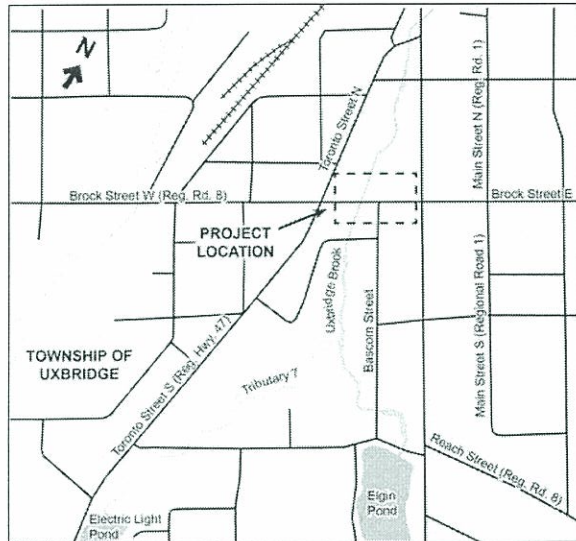 N
Toronto Street N
Main Street N (Reg. Rd. 1)
Brock Street W (Reg. Rd. 8)
Brock Street E
PROJECT
LOCATION
Uxbridge Brook
Bascom Street
Main Street S (Regional Road 1)
TOWNSHIP OF
UXBRIDGE
Toronto Street S (Reg. Hwy. 47)
Tributary 7
Reach Street (Reg. Rd. 8)
Electric Light
Pond
Elgin
Pond